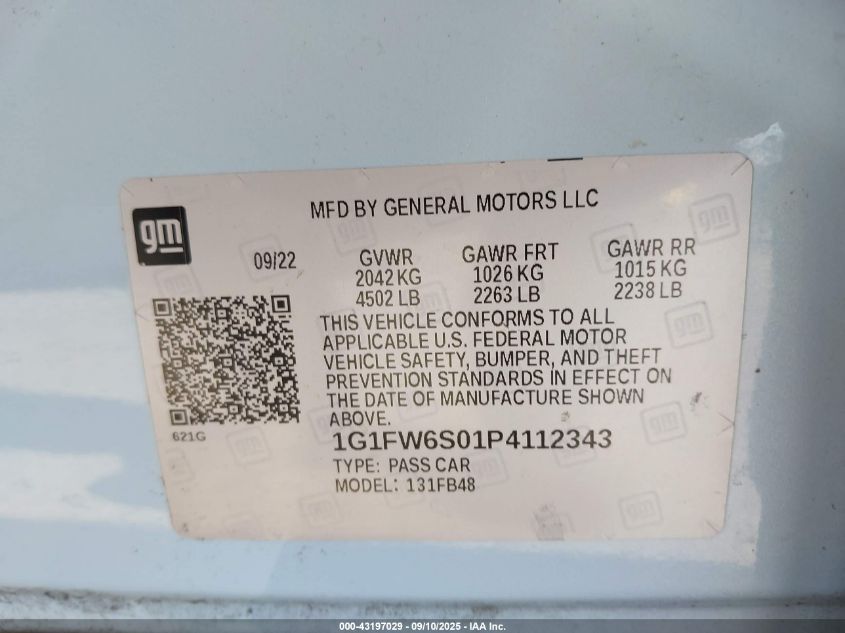 MFD BY GENERAL MOTORS LLC
gm
09/22
GVWR GAWR FRT GAWR RR
2042 KG 1026 KG 1015 KG
4502 LB 2263 LB 2238 LB
THIS VEHICLE CONFORMS TO ALL
APPLICABLE U.S. FEDERAL MOTOR
VEHICLE SAFETY, BUMPER, AND THEFT
PREVENTION STANDARDS IN EFFECT ON
THE DATE OF MANUFACTURE SHOWN
ABOVE.
621G
1G1FW6S01P4112343
TYPE: PASS CAR
MODEL: 131FB48
000-43197029 - 09/10/2025 - IAA Inc.